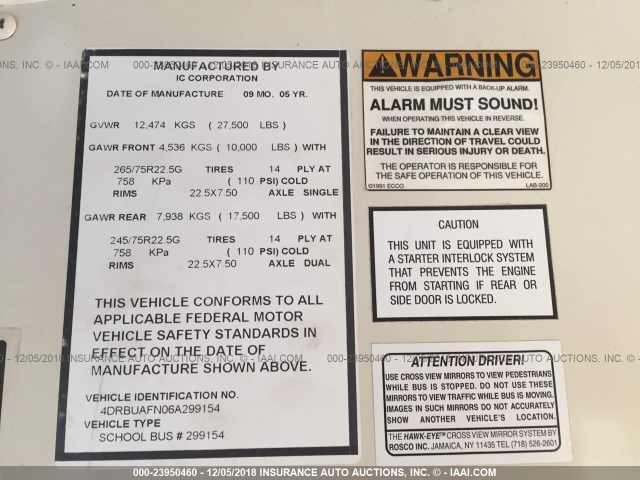 MANUFACTURED BY
IC CORPORATION
DATE OF MANUFACTURE 09 MO. 05 YR.
GVWR 12,474 KGS ( 27,500 LBS )
GAWR FRONT 4,536 KGS ( 10,000 LBS ) WITH
265/75R22.5G TIRES 14 PLY AT
758 KPa ( 110 PSI) COLD
RIMS 22.5X7.50 AXLE SINGLE
GAWR REAR 7,938 KGS ( 17,500 LBS ) WITH
245/75R22.5G TIRES 14 PLY AT
758 KPa ( 110 PSI) COLD
RIMS 22.5X7.50 AXLE DUAL
THIS VEHICLE CONFORMS TO ALL
APPLICABLE FEDERAL MOTOR
VEHICLE SAFETY STANDARDS IN
EFFECT ON THE DATE OF
MANUFACTURE SHOWN ABOVE.
VEHICLE IDENTIFICATION NO.
4DRBUAFN06A299154
VEHICLE TYPE
SCHOOL BUS # 299154
WARNING
THIS VEHICLE IS EQUIPPED WITH A BACK-UP ALARM.
ALARM MUST SOUND!
WHEN OPERATING THIS VEHICLE IN REVERSE.
FAILURE TO MAINTAIN A CLEAR VIEW
IN THE DIRECTION OF TRAVEL COULD
RESULT IN SERIOUS INJURY OR DEATH.
THE OPERATOR IS RESPONSIBLE FOR
THE SAFE OPERATION OF THIS VEHICLE.
©1991 ECCO LAB-200
CAUTION
THIS UNIT IS EQUIPPED WITH
A STARTER INTERLOCK SYSTEM
THAT PREVENTS THE ENGINE
FROM STARTING IF REAR OR
SIDE DOOR IS LOCKED.
ATTENTION DRIVER!
USE CROSS VIEW MIRRORS TO VIEW PEDESTRIANS
WHILE BUS IS STOPPED. DO NOT USE THESE
MIRRORS TO VIEW TRAFFIC WHILE BUS IS MOVING.
IMAGES IN SUCH MIRRORS DO NOT ACCURATELY
SHOW ANOTHER VEHICLE'S LOCATION.
THE HAWK-EYE™ CROSS VIEW MIRROR SYSTEM BY
ROSCO INC. JAMAICA, NY 11435 TEL (718) 526-2601
000-23950460 - 12/05/2018 INSURANCE AUTO AUCTIONS, INC. - IAAI.COM